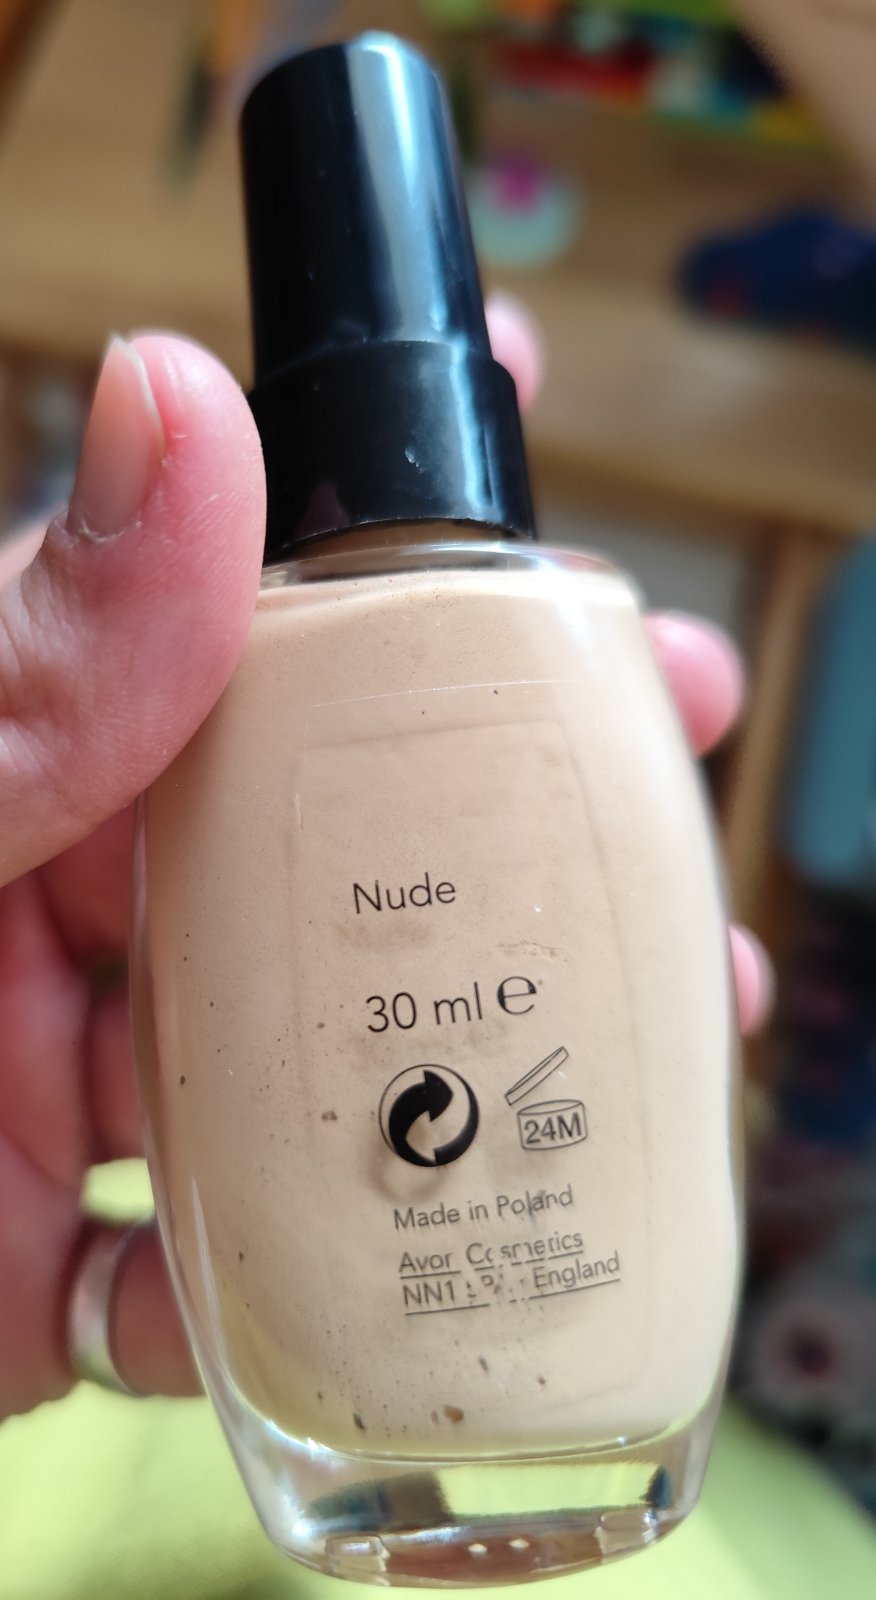 Nude
30 ml e
24M
Made in Poland
Avon Cosmetics
NN1 England